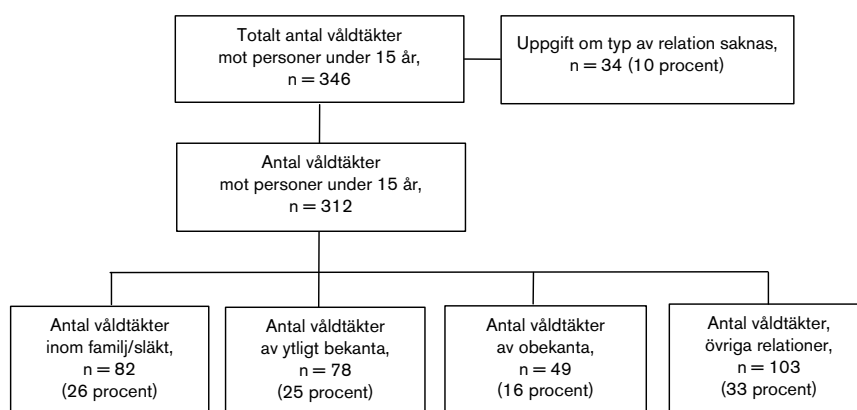 Totalt antal våldtäkter
mot personer under 15 år,
n = 346
Uppgift om typ av relation saknas,
n = 34 (10 procent)
Antal våldtäkter
mot personer under 15 år,
n = 312
Antal våldtäkter
inom familj/släkt,
n = 82
(26 procent)
Antal våldtäkter
av ytligt bekanta,
n = 78
(25 procent)
Antal våldtäkter
av obekanta,
n = 49
(16 procent)
Antal våldtäkter,
övriga relationer,
n = 103
(33 procent)